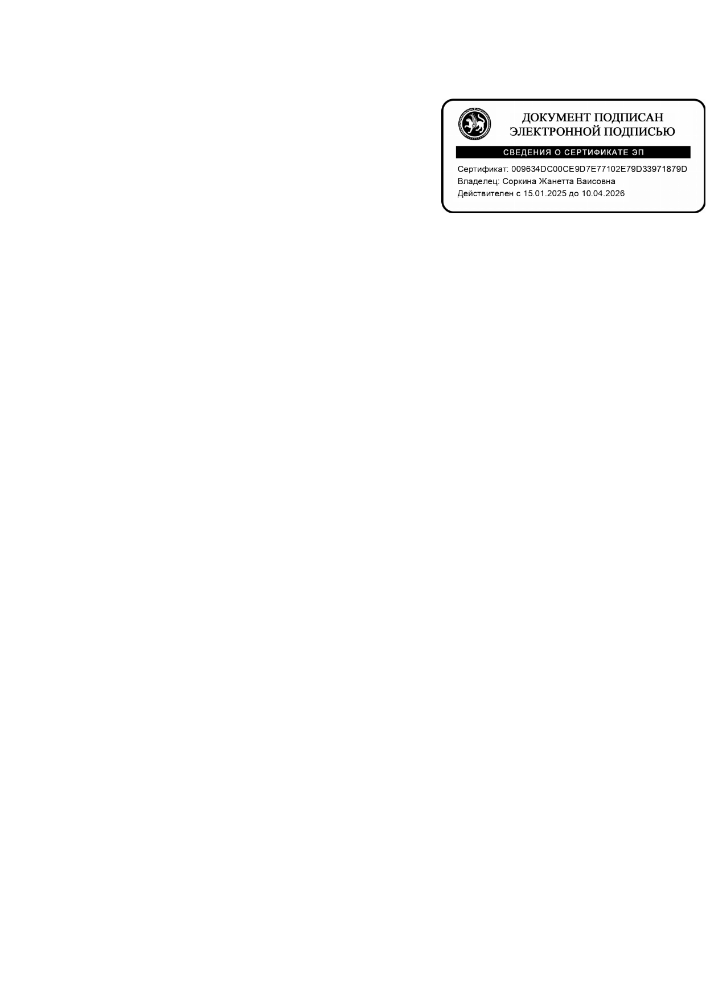 ДОКУМЕНТ ПОДПИСАН
ЭЛЕКТРОННОЙ ПОДПИСЬЮ
СВЕДЕНИЯ О СЕРТИФИКАТЕ ЭП
Сертификат: 009634DC00CE9D7E77102E79D33971879D
Владелец: Соркина Жанетта Ваисовна
Действителен с 15.01.2025 до 10.04.2026